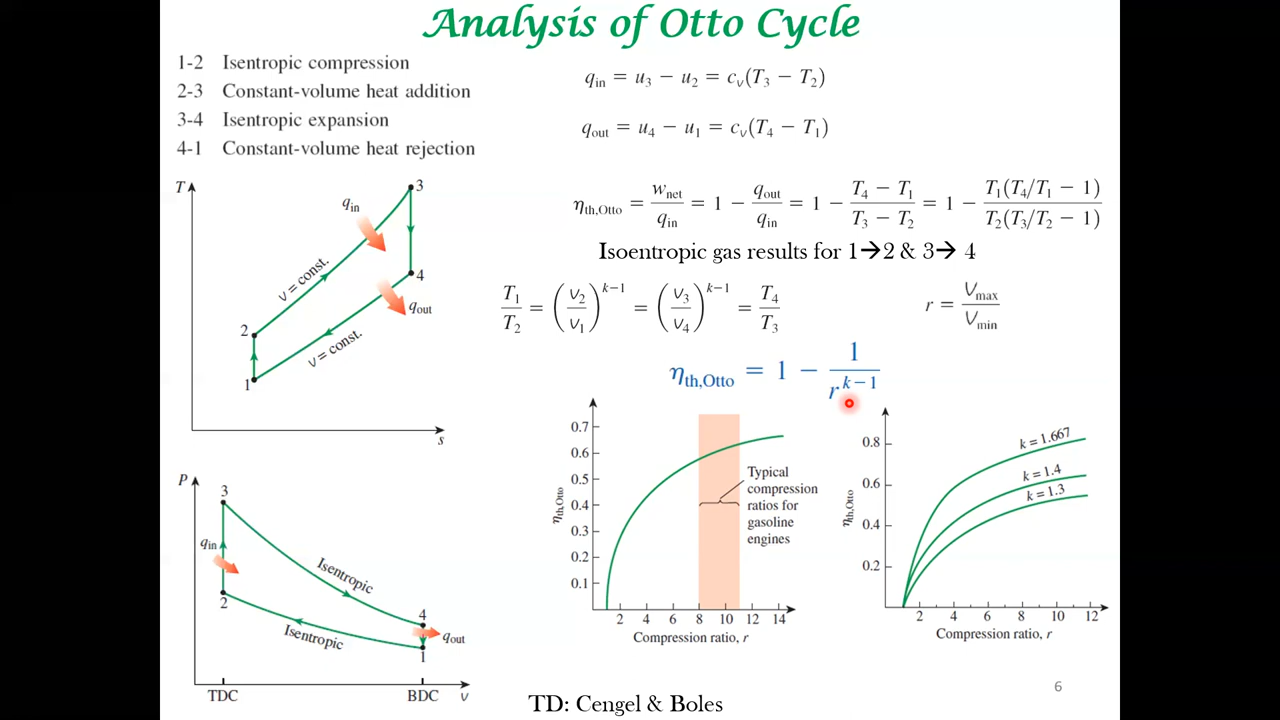 Analysis of Otto Cycle
1-2 Isentropic compression
2-3 Constant-volume heat addition
3-4 Isentropic expansion
4-1 Constant-volume heat rejection
q_in = u_3 − u_2 = c_v(T_3 − T_2)
q_out = u_4 − u_1 = c_v(T_4 − T_1)
η_th,Otto = w_net/q_in = 1 − q_out/q_in = 1 − (T_4 − T_1)/(T_3 − T_2) = 1 − T_1(T_4/T_1 − 1)/T_2(T_3/T_2 − 1)
Isoentropic gas results for 1→2 & 3→ 4
T_1/T_2 = (v_2/v_1)^(k−1) = (v_3/v_4)^(k−1) = T_4/T_3
r = V_max/V_min
η_th,Otto = 1 − 1/r^(k−1)
T
3
q_in
v = const.
4
q_out
2
v = const.
1
s
P
3
q_in
Isentropic
2
4
q_out
Isentropic
1
TDC
BDC
v
0.7
0.6
0.5
0.4
0.3
0.2
0.1
η_th,Otto
Typical
compression
ratios for
gasoline
engines
2 4 6 8 10 12 14
Compression ratio, r
0.8
0.6
0.4
0.2
η_th,Otto
k = 1.667
k = 1.4
k = 1.3
2 4 6 8 10 12
Compression ratio, r
6
TD: Cengel & Boles